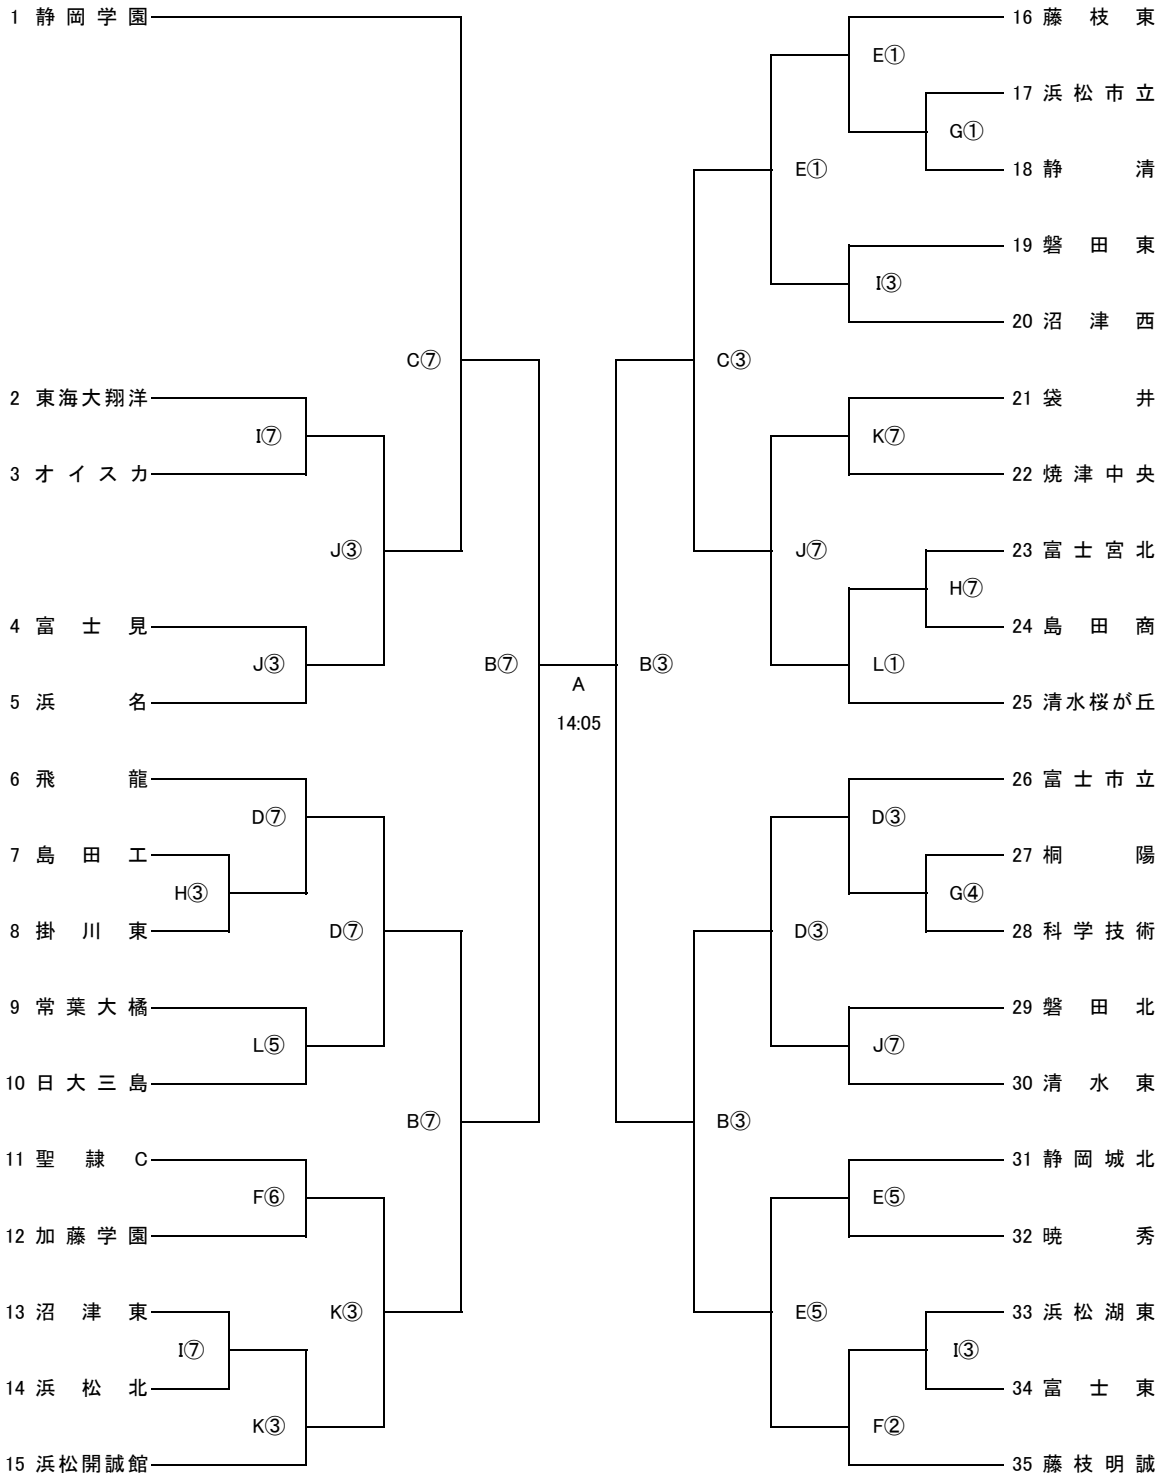 1 静岡学園
2 東海大翔洋
3 オイスカ
4 富士見
5 浜名
6 飛龍
7 島田工
8 掛川東
9 常葉大橘
10 日大三島
11 聖隷C
12 加藤学園
13 沼津東
14 浜松北
15 浜松開誠館
I⑦
J③
J③
C⑦
H③
D⑦
D⑦
L⑤
F⑥
I⑦
K③
K③
B⑦
B⑦
A
14:05
B③
C③
B③
E①
E①
G①
I③
K⑦
J⑦
H⑦
L①
D③
D③
G④
J⑦
E⑤
E⑤
I③
F②
16 藤枝東
17 浜松市立
18 静清
19 磐田東
20 沼津西
21 袋井
22 焼津中央
23 富士宮北
24 島田商
25 清水桜が丘
26 富士市立
27 桐陽
28 科学技術
29 磐田北
30 清水東
31 静岡城北
32 暁秀
33 浜松湖東
34 富士東
35 藤枝明誠